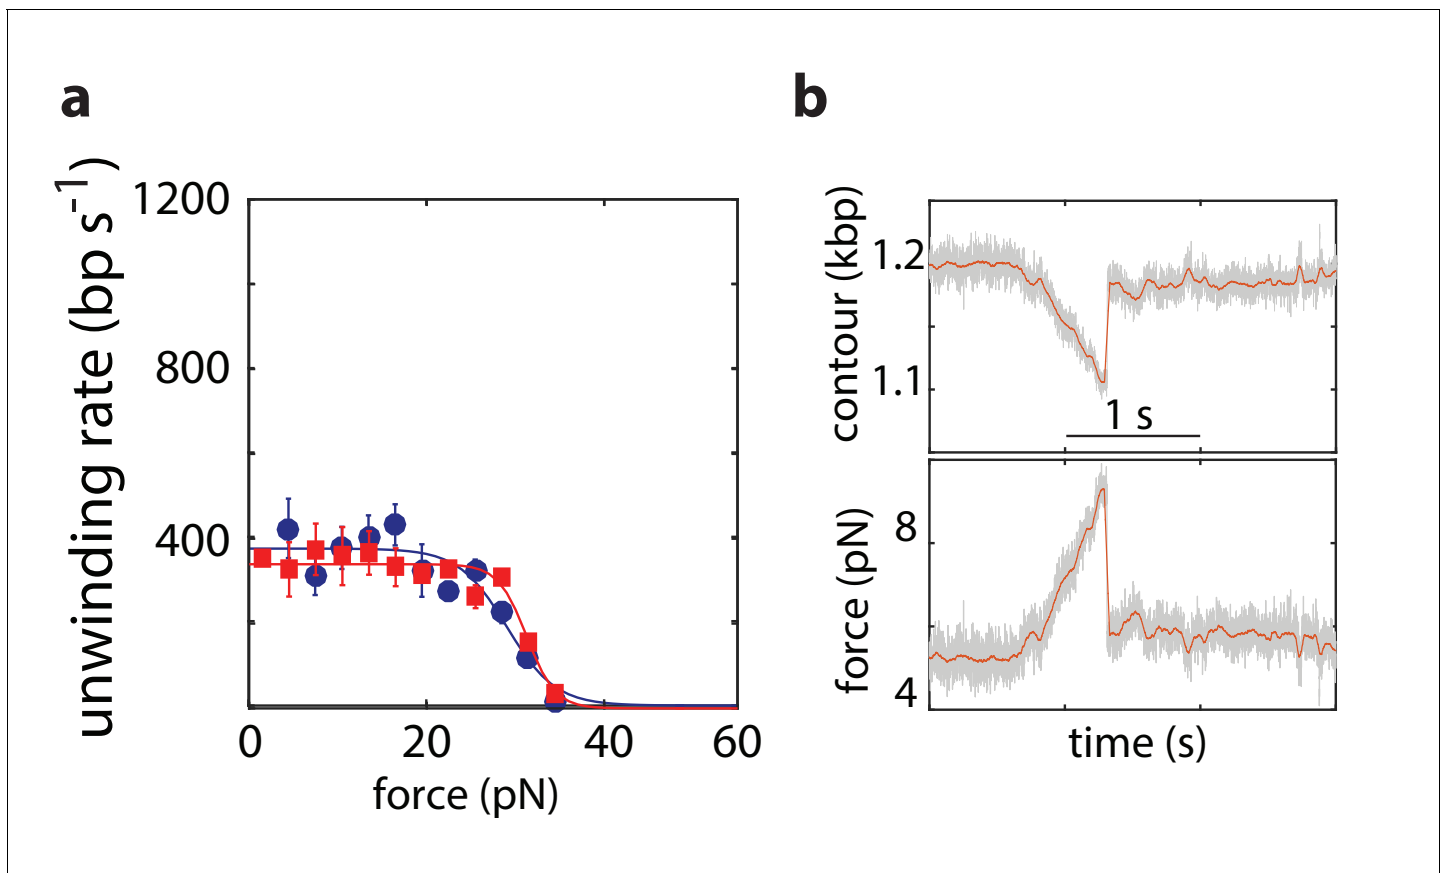 a
b
unwinding rate (bp s-1)
1200
800
400
0
20
40
60
force (pN)
contour (kbp)
1.2
1.1
1 s
force (pN)
8
4
time (s)